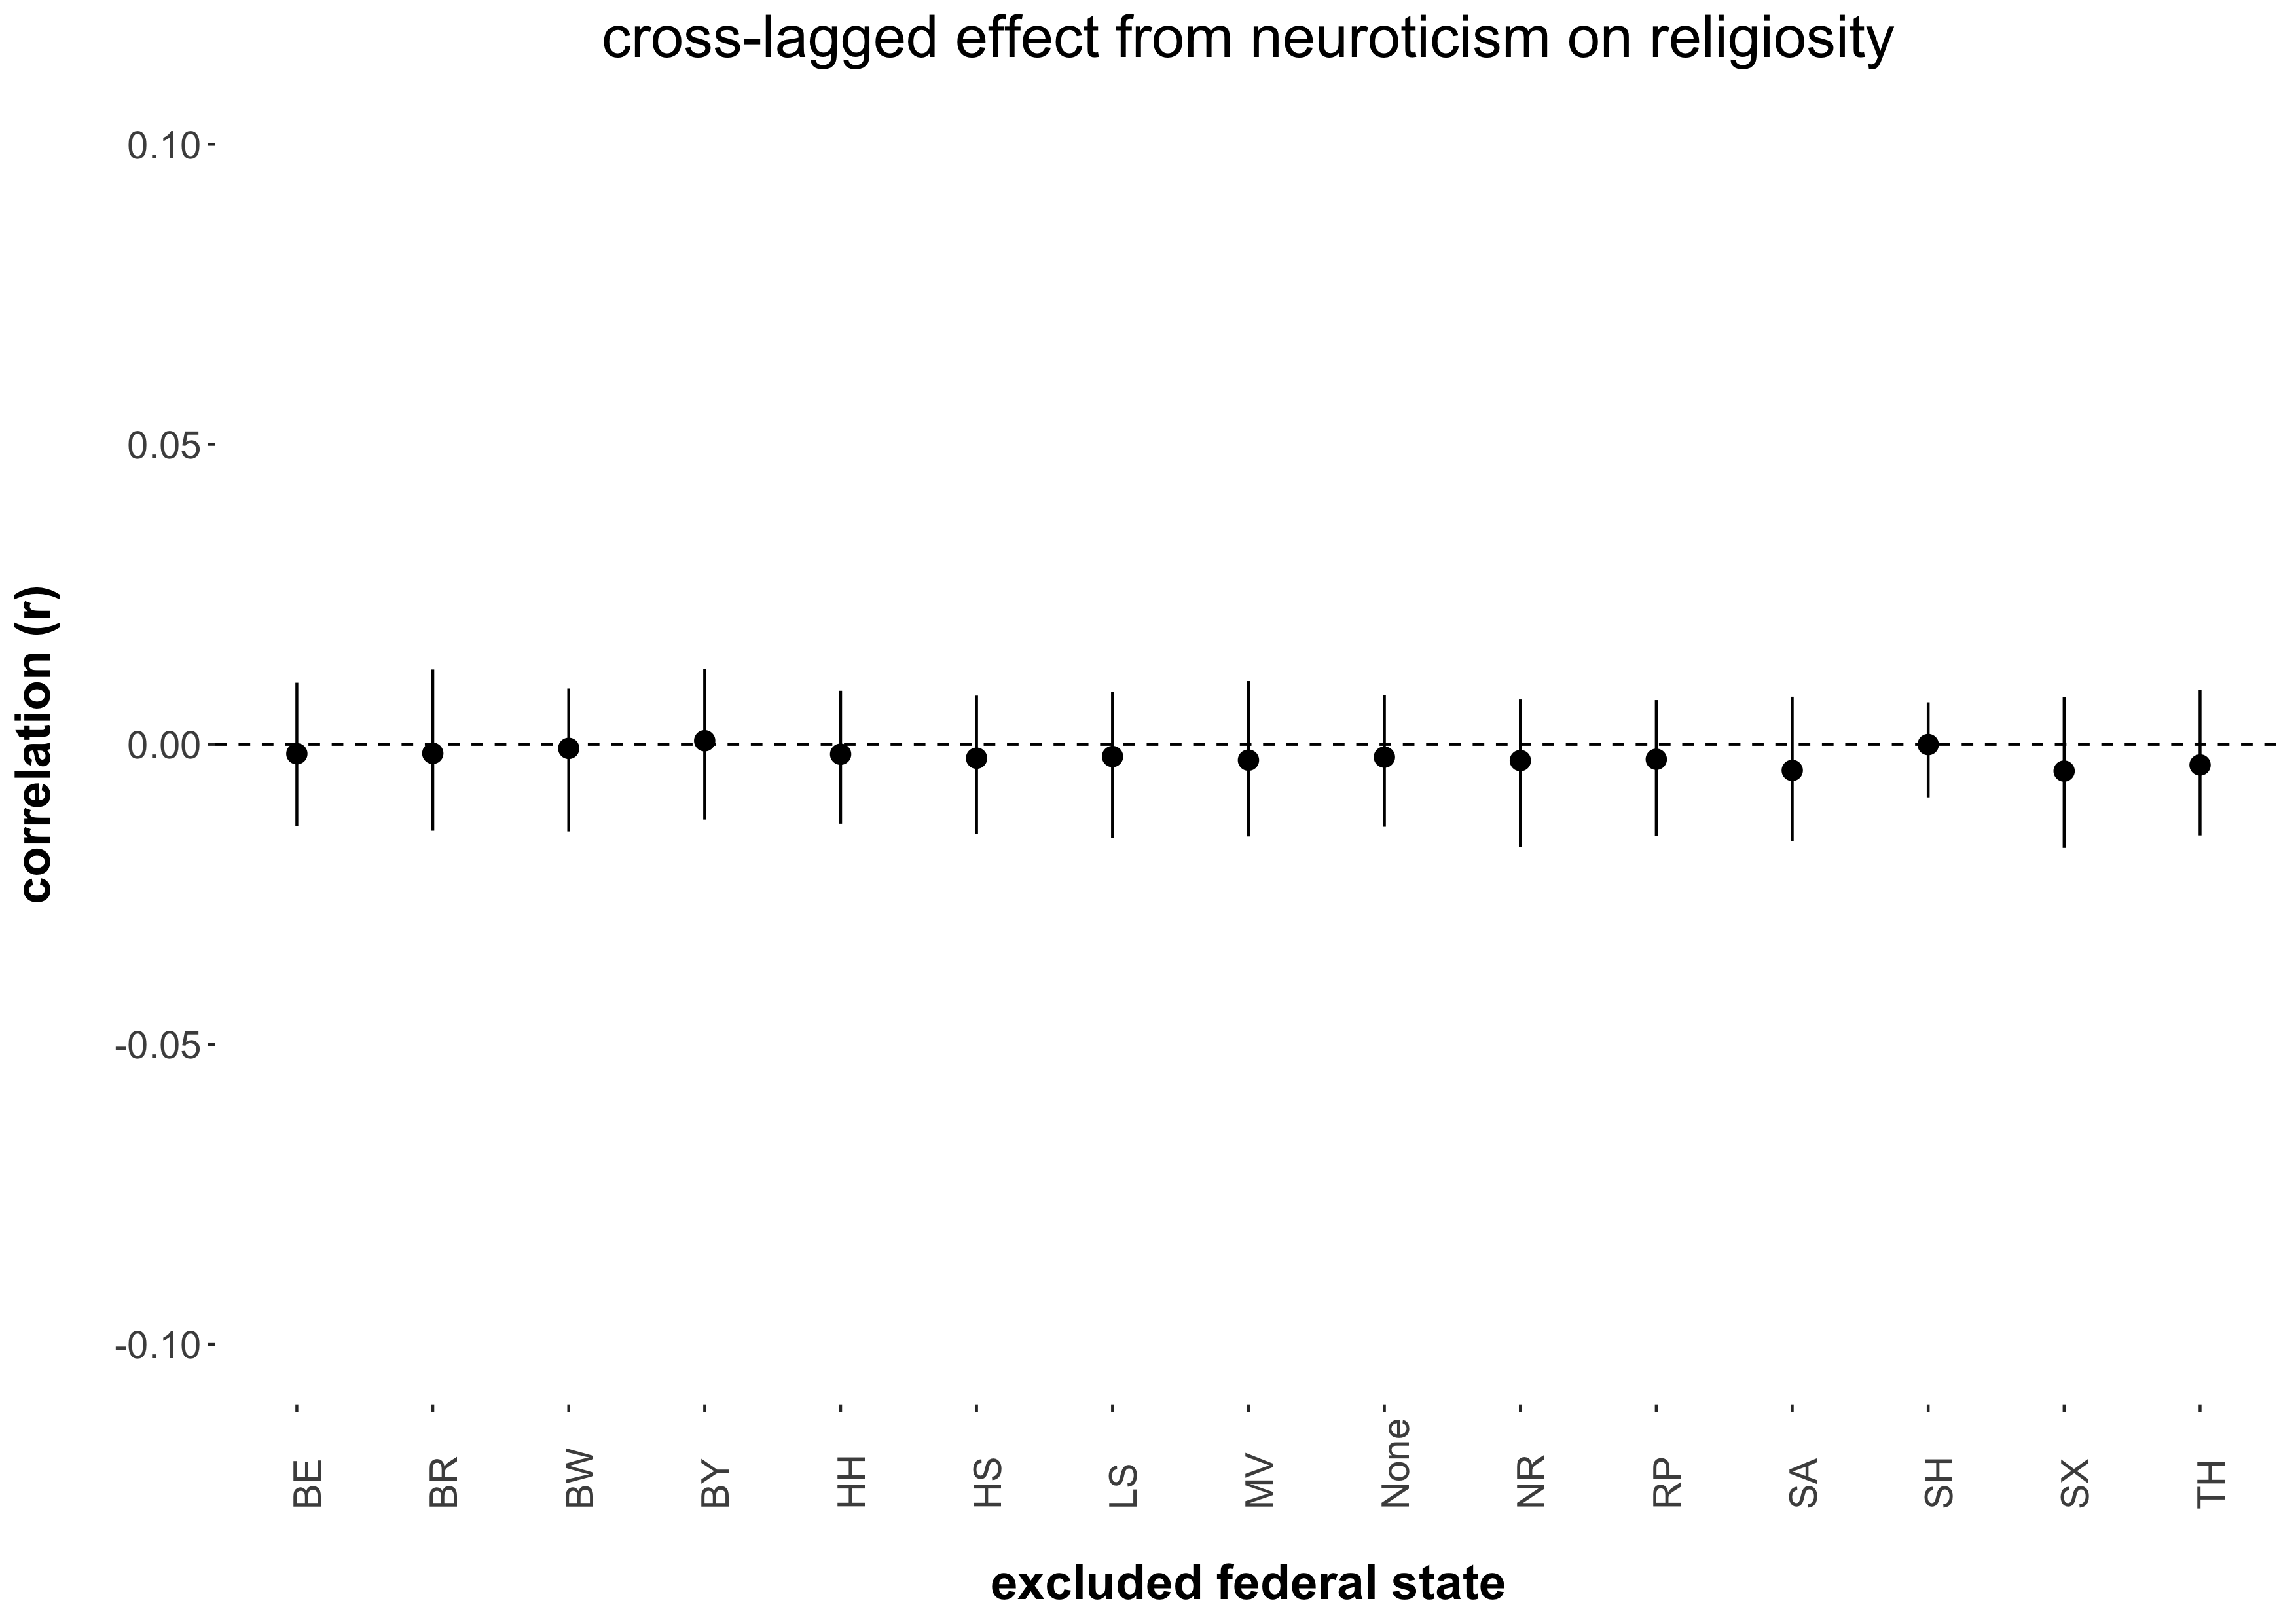 cross-lagged effect from neuroticism on religiosity
0.10
0.05
0.00
-0.05
-0.10
correlation (r)
BE
BR
BW
BY
HH
HS
LS
MV
None
NR
RP
SA
SH
SX
TH
excluded federal state